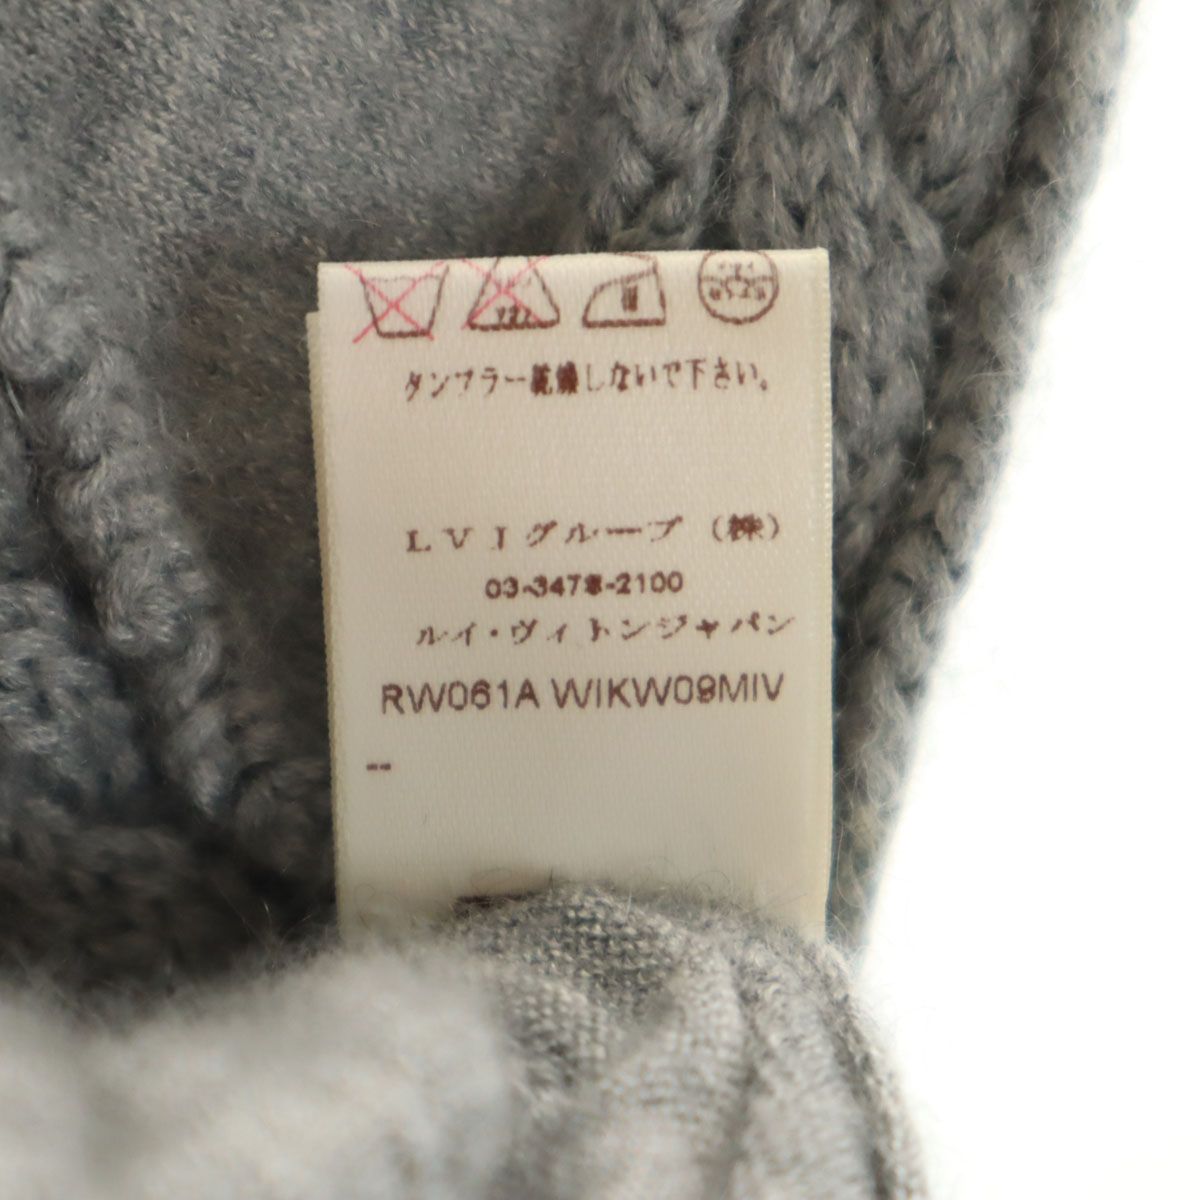 タンブラー乾燥しないで下さい。
LVJグループ（株）
03-3478-2100
ルイ・ヴィトンジャパン
RW061A WIKW09MIV
--